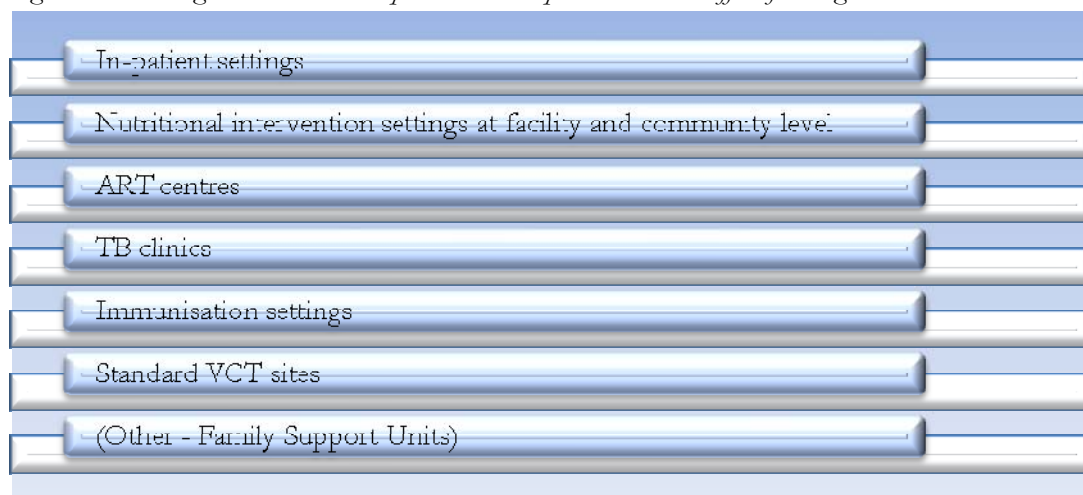 In-patient settings
Nutritional intervention settings at facility and community level
ART centres
TB clinics
Immunisation settings
Standard VCT sites
(Other - Family Support Units)